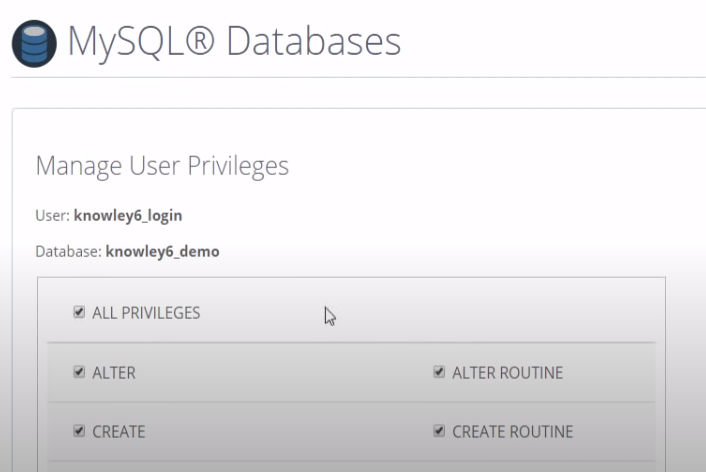 MySQL® Databases
Manage User Privileges
User: knowley6_login
Database: knowley6_demo
ALL PRIVILEGES
ALTER
ALTER ROUTINE
CREATE
CREATE ROUTINE